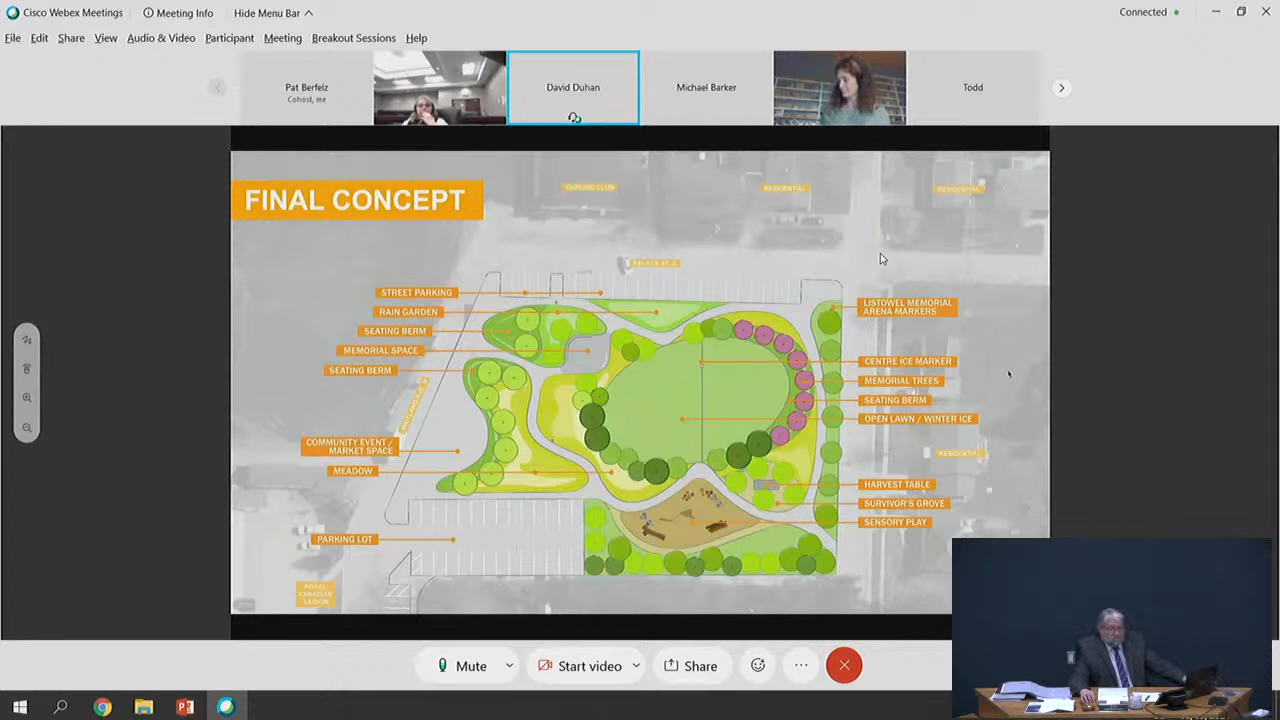 Cisco Webex Meetings
Meeting Info
Hide Menu Bar
Connected
File Edit Share View Audio & Video Participant Meeting Breakout Sessions Help
Pat Berfelz
Cohost, me
David Duhan
Michael Barker
Todd
FINAL CONCEPT
CURLING CLUB
RESIDENTIAL
RESIDENTIAL
STREET PARKING
RAIN GARDEN
SEATING BERM
MEMORIAL SPACE
SEATING BERM
COMMUNITY EVENT /
MARKET SPACE
MEADOW
PARKING LOT
ROYAL
CANADIAN
LEGION
LISTOWEL MEMORIAL
ARENA MARKERS
CENTRE ICE MARKER
MEMORIAL TREES
SEATING BERM
OPEN LAWN / WINTER ICE
RESIDENTIAL
HARVEST TABLE
SURVIVOR'S GROVE
SENSORY PLAY
Mute
Start video
Share